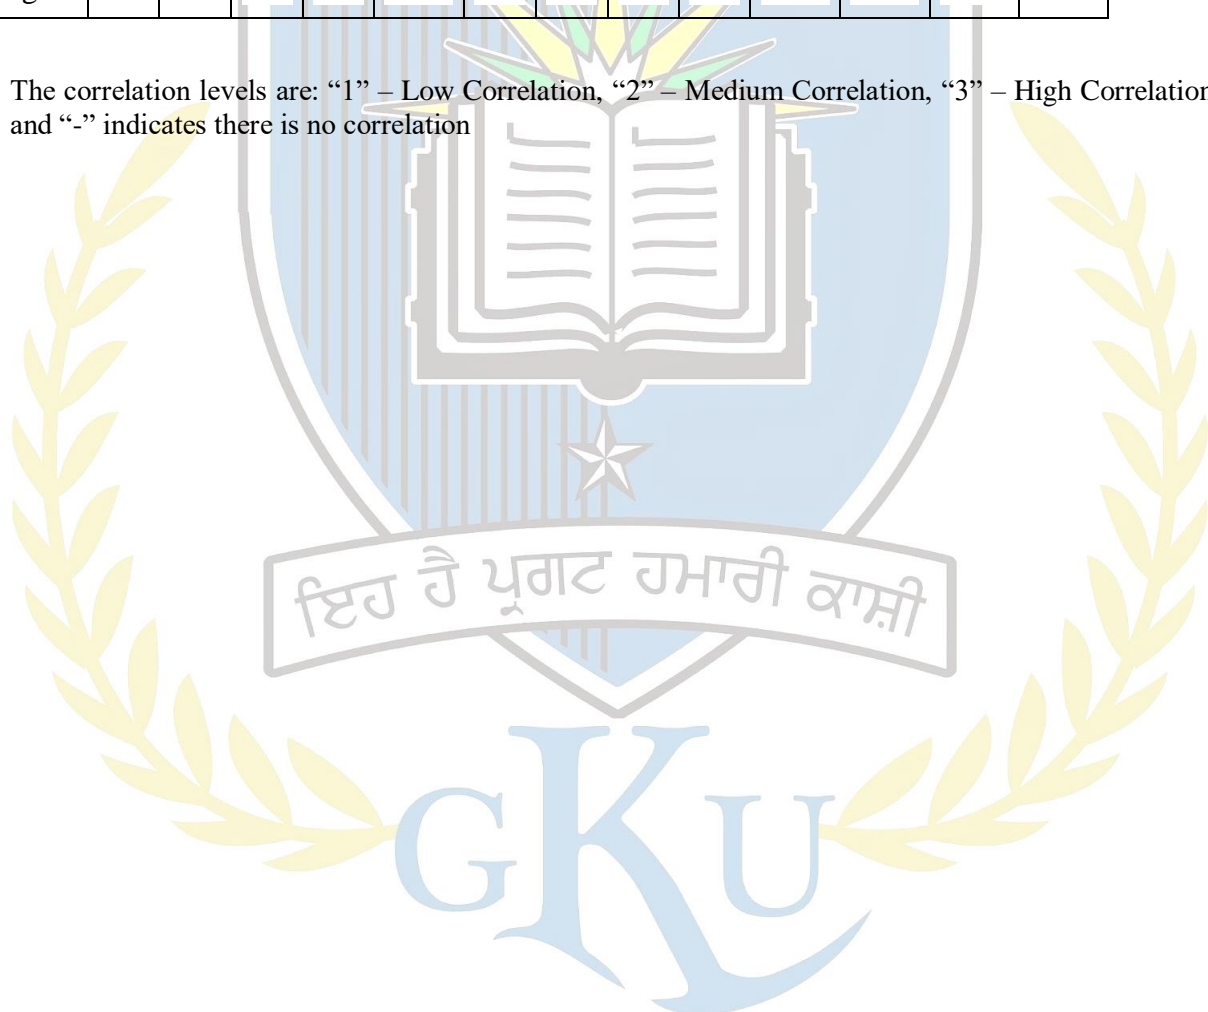 The correlation levels are: “1” – Low Correlation, “2” – Medium Correlation, “3” – High Correlation
and “-” indicates there is no correlation
ਇਹ ਹੈ ਪ੍ਰਗਟ ਹਮਾਰੀ ਕਾਸ਼ੀ
GKU